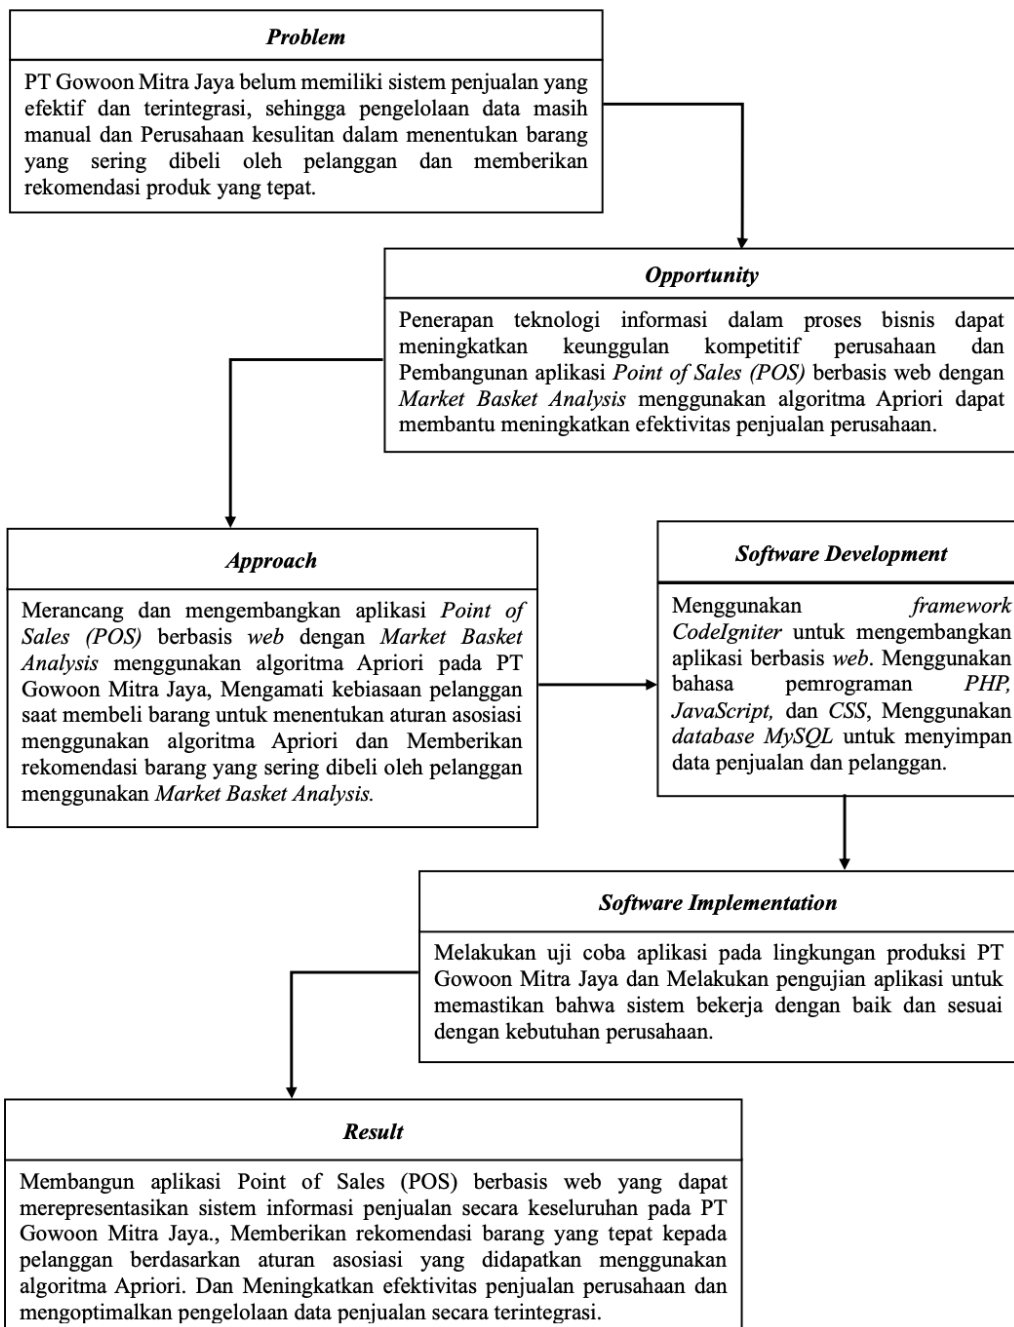 Problem
PT Gowoon Mitra Jaya belum memiliki sistem penjualan yang
efektif dan terintegrasi, sehingga pengelolaan data masih
manual dan Perusahaan kesulitan dalam menentukan barang
yang sering dibeli oleh pelanggan dan memberikan
rekomendasi produk yang tepat.
Opportunity
Penerapan teknologi informasi dalam proses bisnis dapat
meningkatkan keunggulan kompetitif perusahaan dan
Pembangunan aplikasi Point of Sales (POS) berbasis web dengan
Market Basket Analysis menggunakan algoritma Apriori dapat
membantu meningkatkan efektivitas penjualan perusahaan.
Approach
Merancang dan mengembangkan aplikasi Point of
Sales (POS) berbasis web dengan Market Basket
Analysis menggunakan algoritma Apriori pada PT
Gowoon Mitra Jaya, Mengamati kebiasaan pelanggan
saat membeli barang untuk menentukan aturan asosiasi
menggunakan algoritma Apriori dan Memberikan
rekomendasi barang yang sering dibeli oleh pelanggan
menggunakan Market Basket Analysis.
Software Development
Menggunakan framework
CodeIgniter untuk mengembangkan
aplikasi berbasis web. Menggunakan
bahasa pemrograman PHP,
JavaScript, dan CSS, Menggunakan
database MySQL untuk menyimpan
data penjualan dan pelanggan.
Software Implementation
Melakukan uji coba aplikasi pada lingkungan produksi PT
Gowoon Mitra Jaya dan Melakukan pengujian aplikasi untuk
memastikan bahwa sistem bekerja dengan baik dan sesuai
dengan kebutuhan perusahaan.
Result
Membangun aplikasi Point of Sales (POS) berbasis web yang dapat
merepresentasikan sistem informasi penjualan secara keseluruhan pada PT
Gowoon Mitra Jaya., Memberikan rekomendasi barang yang tepat kepada
pelanggan berdasarkan aturan asosiasi yang didapatkan menggunakan
algoritma Apriori. Dan Meningkatkan efektivitas penjualan perusahaan dan
mengoptimalkan pengelolaan data penjualan secara terintegrasi.